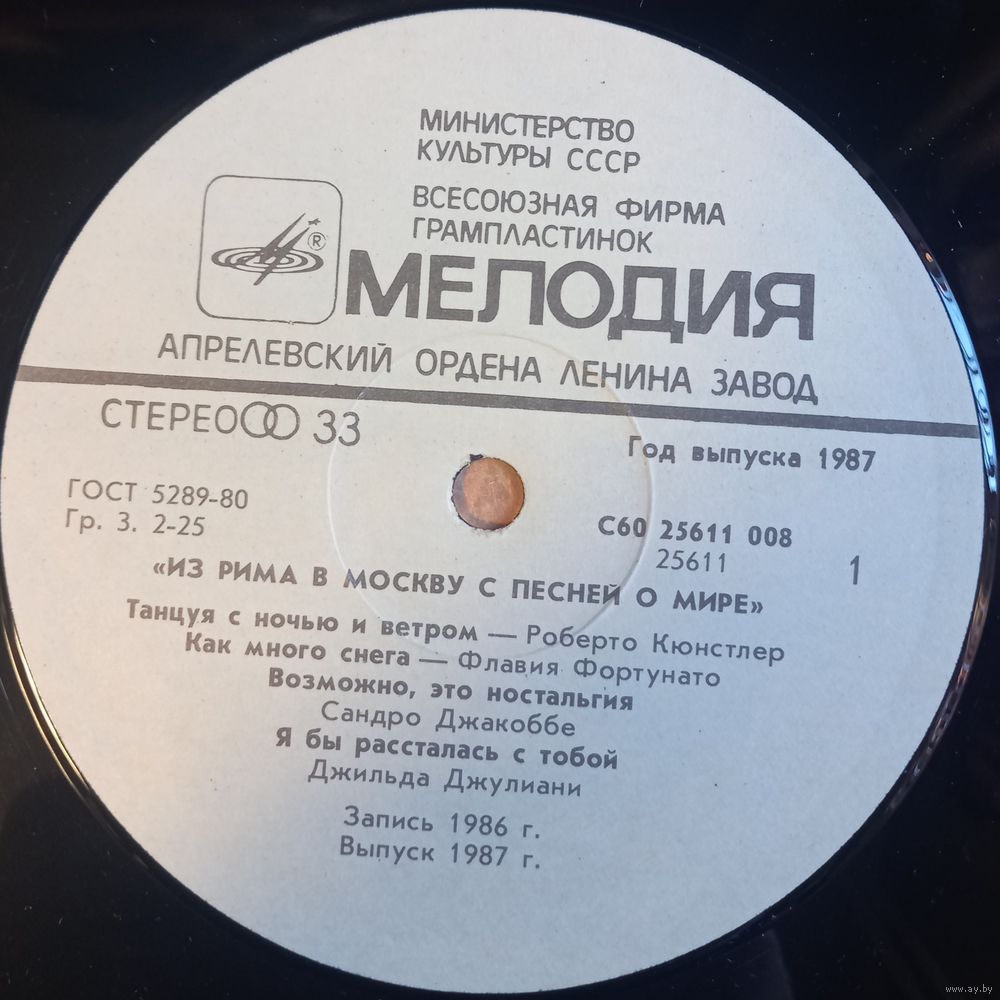 МИНИСТЕРСТВО
КУЛЬТУРЫ СССР
ВСЕСОЮЗНАЯ ФИРМА
ГРАМПЛАСТИНОК
®
МЕЛОДИЯ
АПРЕЛЕВСКИЙ ОРДЕНА ЛЕНИНА ЗАВОД
СТЕРЕО 33
Год выпуска 1987
ГОСТ 5289-80
Гр. 3. 2-25
С60 25611 008
25611
1
«ИЗ РИМА В МОСКВУ С ПЕСНЕЙ О МИРЕ»
Танцуя с ночью и ветром — Роберто Кюнстлер
Как много снега — Флавия Фортунато
Возможно, это ностальгия
Сандро Джакоббе
Я бы рассталась с тобой
Джильда Джулиани
Запись 1986 г.
Выпуск 1987 г.
www.ay.by